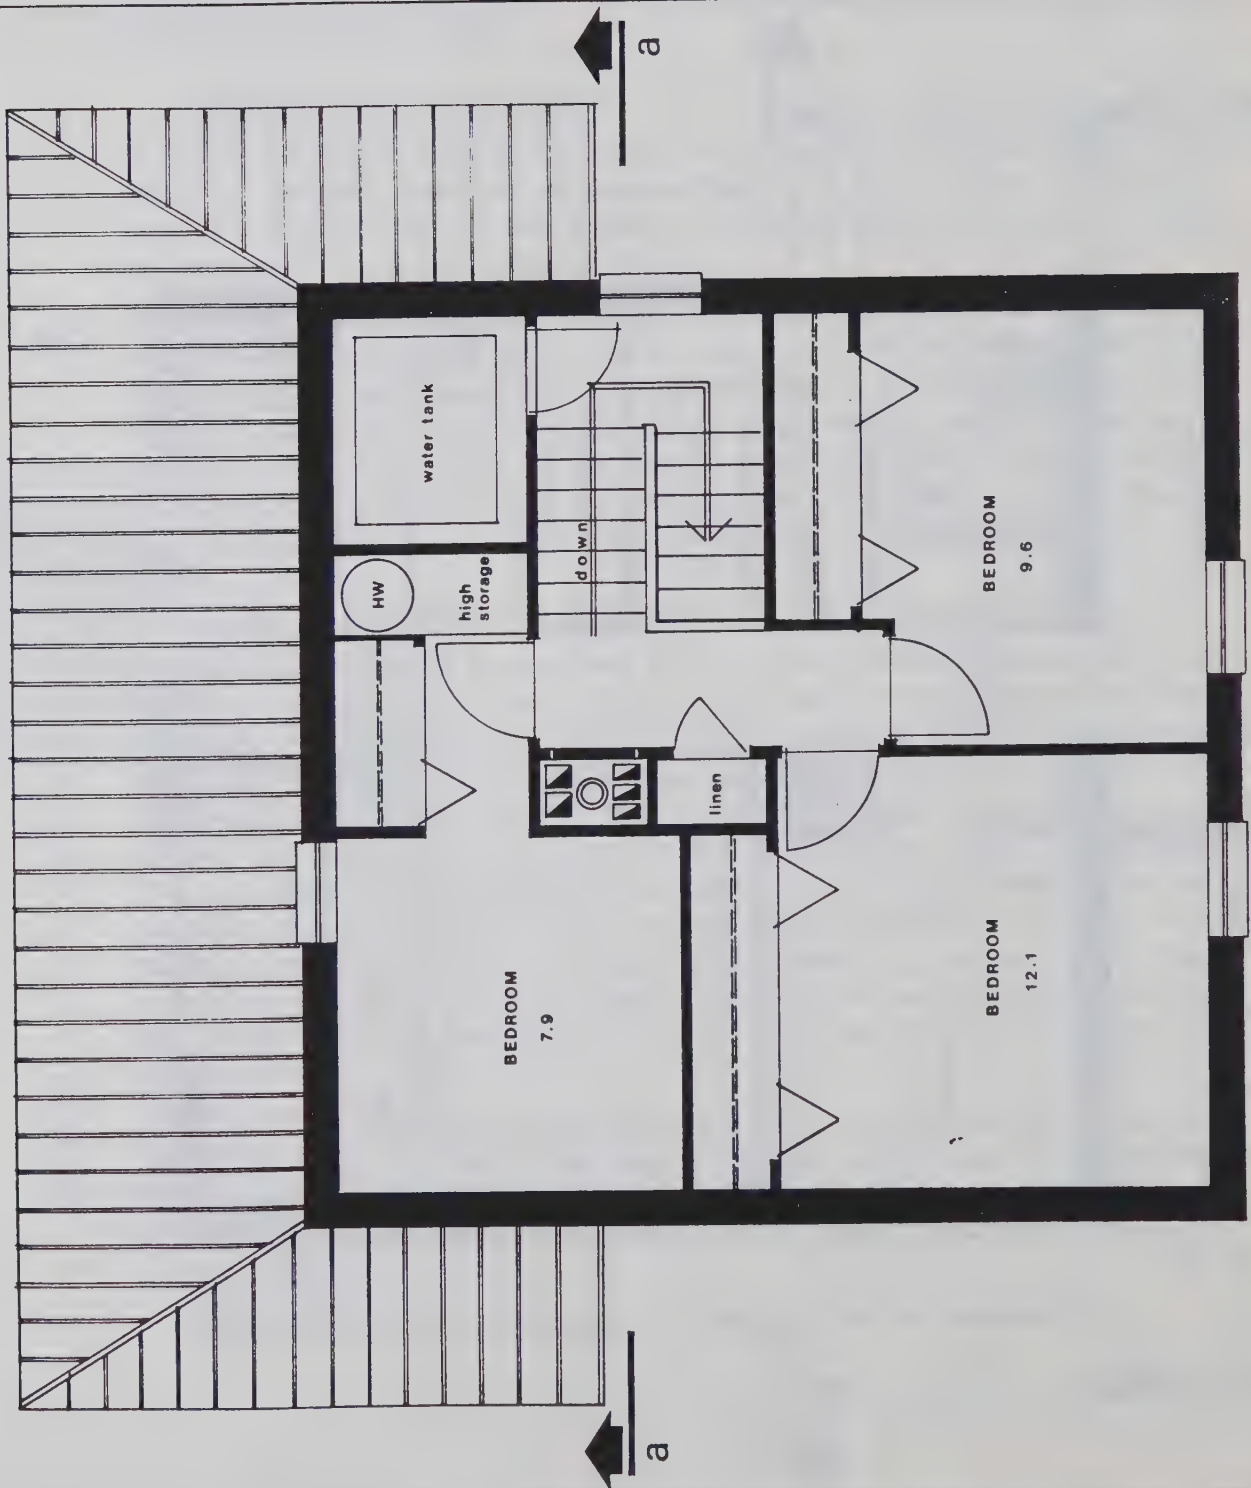 a
water tank
HW
high
storage
down
BEDROOM
9.6
linen
BEDROOM
7.9
BEDROOM
12.1
a